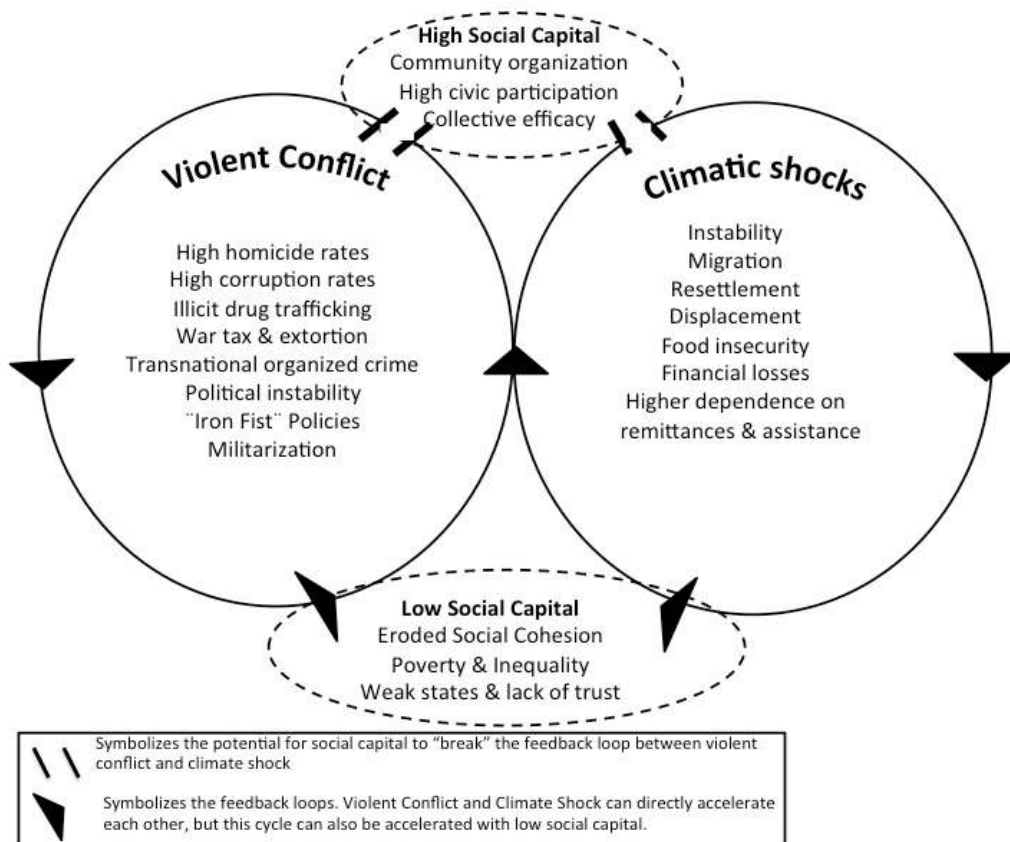 High Social Capital
Community organization
High civic participation
Collective efficacy
Violent Conflict
High homicide rates
High corruption rates
Illicit drug trafficking
War tax & extortion
Transnational organized crime
Political instability
¨Iron Fist¨ Policies
Militarization
Climatic shocks
Instability
Migration
Resettlement
Displacement
Food insecurity
Financial losses
Higher dependence on
remittances & assistance
Low Social Capital
Eroded Social Cohesion
Poverty & Inequality
Weak states & lack of trust
Symbolizes the potential for social capital to “break” the feedback loop between violent
conflict and climate shock
Symbolizes the feedback loops. Violent Conflict and Climate Shock can directly accelerate
each other, but this cycle can also be accelerated with low social capital.